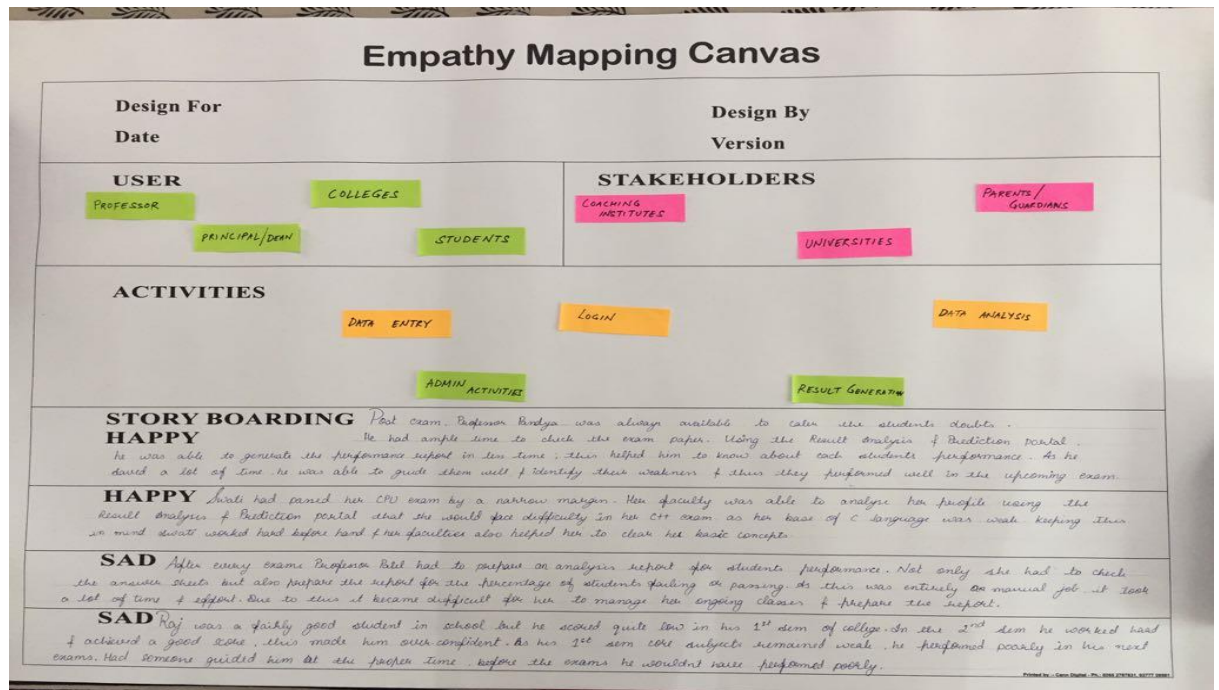 Empathy Mapping Canvas
Design For
Design By
Date
Version
USER
PROFESSOR
COLLEGES
PRINCIPAL/DEAN
STUDENTS
STAKEHOLDERS
COACHING
INSTITUTES
PARENTS/
GUARDIANS
UNIVERSITIES
ACTIVITIES
DATA ENTRY
LOGIN
DATA ANALYSIS
ADMIN ACTIVITIES
RESULT GENERATION
STORY BOARDING Post exam. Professor Pandya was always available to cater the students doubts.
HAPPY He had ample time to check the exam paper. Using the Result analysis & Prediction portal.
he was able to generate the performance report in less time; this helped him to know about each students performance. As he
saved a lot of time he was able to guide them well & identify their weakness & thus they performed well in the upcoming exam.
HAPPY Swati had passed her CPU exam by a narrow margin. Her faculty was able to analyse her profile using the
Result Analysis & Prediction portal that she would face difficulty in her C++ exam as her base of C language was weak keeping this
in mind swati worked hard before hand & her faculties also helped her to clear her basic concepts
SAD After every exams Professor Patel had to prepare an analysis report for students performance. Not only she had to check
the answer sheets but also prepare the report for the percentage of students failing or passing. As this was entirely manual job it took
a lot of time & effort. Due to this it became difficult for her to manage her ongoing classes & prepare the report.
SAD Raj was a fairly good student in school but he scored quite low in his 1st sem of college. In the 2nd sem he worked hard
& achieved a good score, this made him over confident. As his 1st sem core subjects remained weak, he performed poorly in his next
exams. Had someone guided him at the proper time, before the exams he wouldn't have performed poorly.